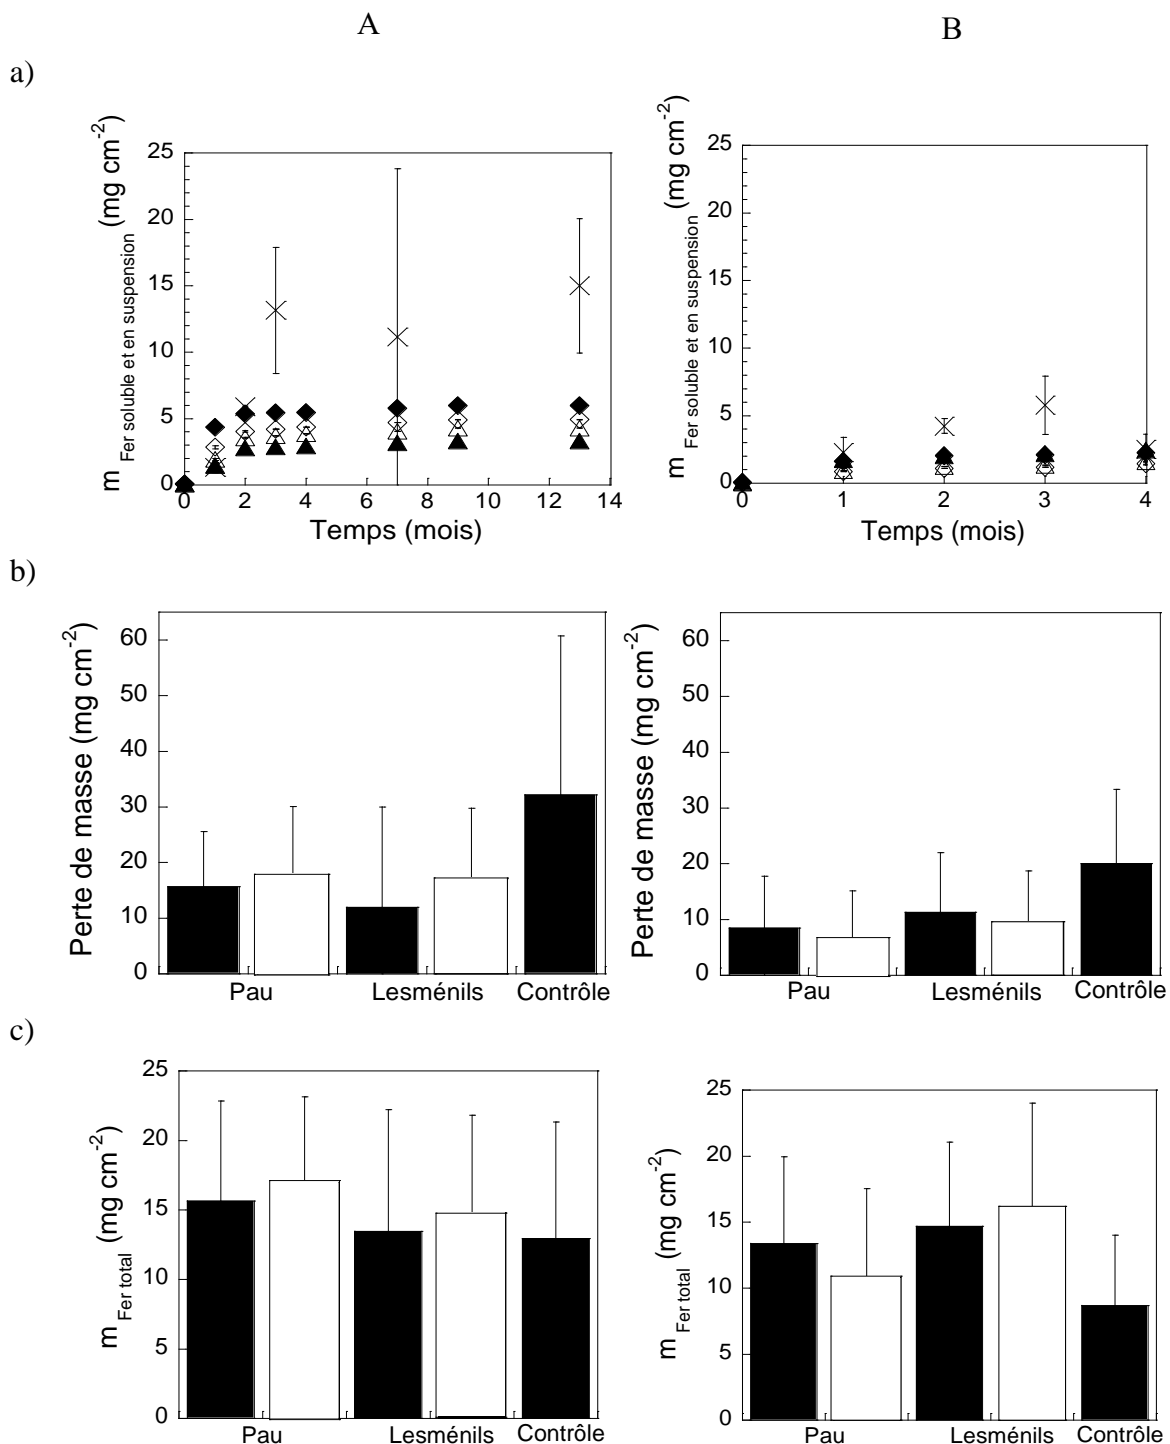 A
B
a)
m Fer soluble et en suspension (mg cm-2)
25
20
15
10
5
0
0 2 4 6 8 10 12 14
Temps (mois)
m Fer soluble et en suspension (mg cm-2)
25
20
15
10
5
0
0 1 2 3 4
Temps (mois)
b)
Perte de masse (mg cm-2)
60
50
40
30
20
10
0
Pau Lesménils Contrôle
Perte de masse (mg cm-2)
60
50
40
30
20
10
0
Pau Lesménils Contrôle
c)
m Fer total (mg cm-2)
25
20
15
10
5
0
Pau Lesménils Contrôle
m Fer total (mg cm-2)
25
20
15
10
5
0
Pau Lesménils Contrôle